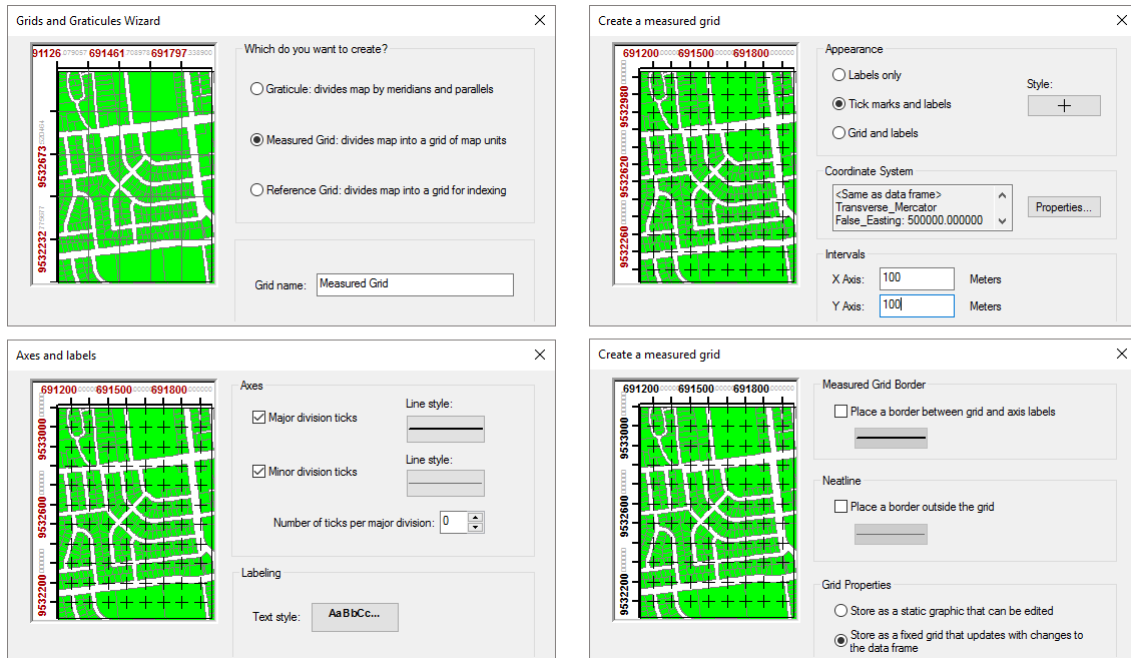 Grids and Graticules Wizard
91126 691461 691797
9532673
9532232
Which do you want to create?
Graticule: divides map by meridians and parallels
Measured Grid: divides map into a grid of map units
Reference Grid: divides map into a grid for indexing
Grid name: Measured Grid
Create a measured grid
691200 691500 691800
9532980
9532620
9532260
Appearance
Labels only
Tick marks and labels
Grid and labels
Style:
Coordinate System
<Same as data frame>
Transverse_Mercator
False_Easting: 500000.000000
Properties...
Intervals
X Axis: 100 Meters
Y Axis: 100 Meters
Axes and labels
691200 691500 691800
9533000
9532600
9532200
Axes
Major division ticks
Line style:
Minor division ticks
Line style:
Number of ticks per major division: 0
Labeling
Text style: AaBbCc...
Create a measured grid
691200 691500 691800
9533000
9532600
9532200
Measured Grid Border
Place a border between grid and axis labels
Neatline
Place a border outside the grid
Grid Properties
Store as a static graphic that can be edited
Store as a fixed grid that updates with changes to
the data frame